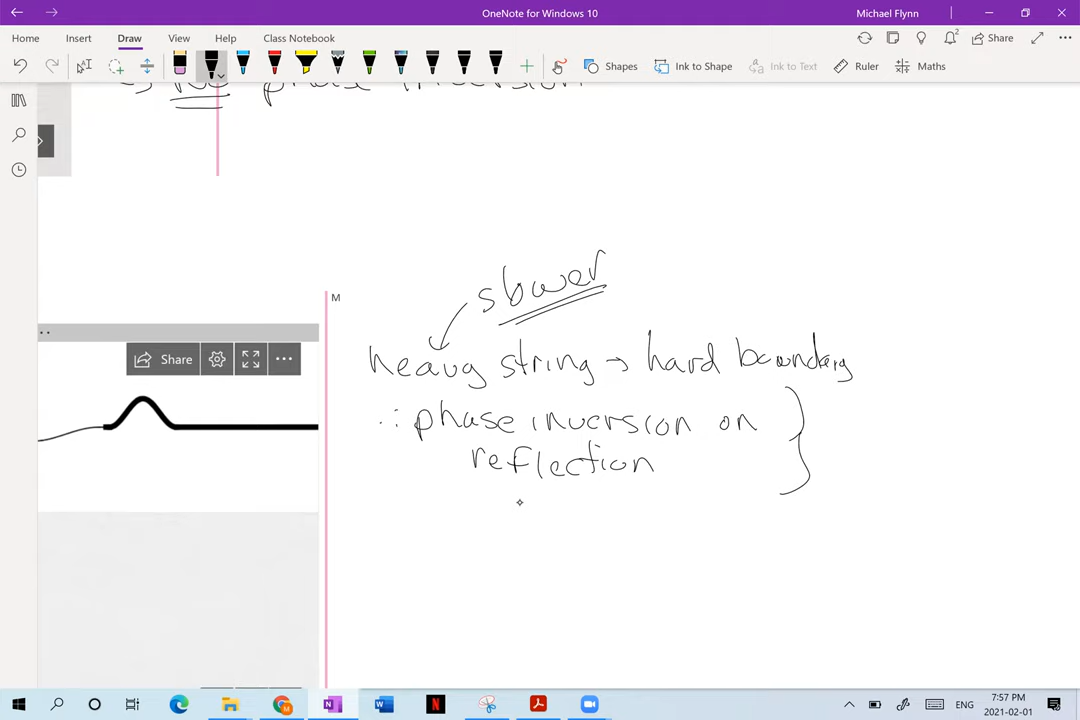 OneNote for Windows 10
Michael Flynn
Home Insert Draw View Help Class Notebook
Share
Shapes Ink to Shape Ink to Text Ruler Maths
phase inversion
M
slower
Share
heavy string → hard boundary
∴ phase inversion on
reflection
ENG
7:57 PM
2021-02-01